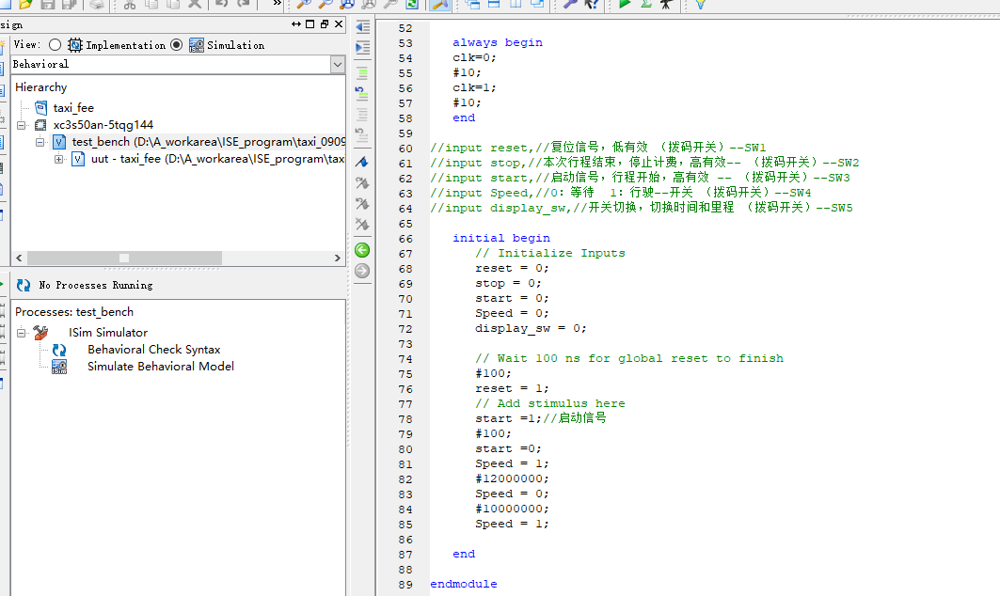 sign
View:
Implementation
Simulation
Behavioral
Hierarchy
taxi_fee
xc3s50an-5tqg144
test_bench (D:\A_workarea\ISE_program\taxi_0909
uut - taxi_fee (D:\A_workarea\ISE_program\taxi
No Processes Running
Processes: test_bench
ISim Simulator
Behavioral Check Syntax
Simulate Behavioral Model
52
53 always begin
54 clk=0;
55 #10;
56 clk=1;
57 #10;
58 end
59
60 //input reset,//复位信号，低有效 （拨码开关）--SW1
61 //input stop,//本次行程结束，停止计费，高有效-- （拨码开关）--SW2
62 //input start,//启动信号，行程开始，高有效 -- （拨码开关）--SW3
63 //input Speed,//0：等待 1：行驶--开关 （拨码开关）--SW4
64 //input display_sw,//开关切换，切换时间和里程 （拨码开关）--SW5
65
66 initial begin
67 // Initialize Inputs
68 reset = 0;
69 stop = 0;
70 start = 0;
71 Speed = 0;
72 display_sw = 0;
73
74 // Wait 100 ns for global reset to finish
75 #100;
76 reset = 1;
77 // Add stimulus here
78 start =1;//启动信号
79 #100;
80 start =0;
81 Speed = 1;
82 #12000000;
83 Speed = 0;
84 #10000000;
85 Speed = 1;
86
87 end
88
89 endmodule